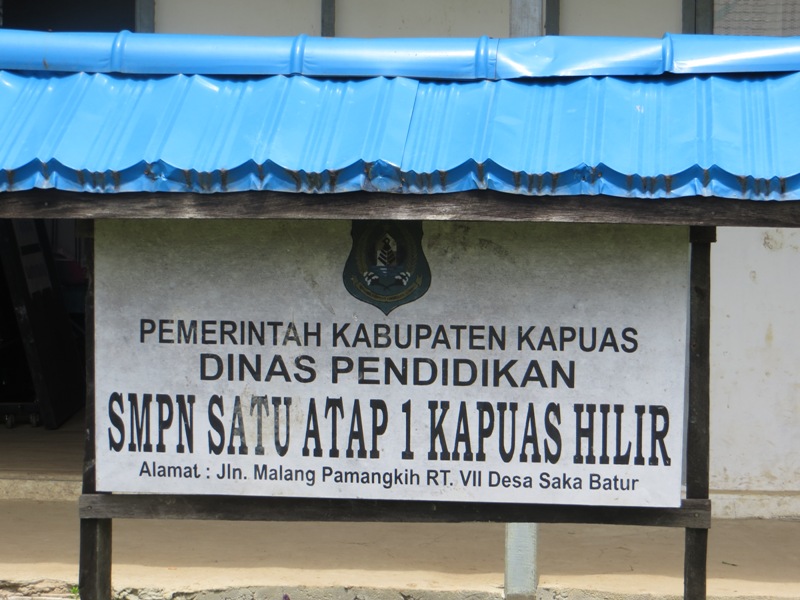 PEMERINTAH KABUPATEN KAPUAS
DINAS PENDIDIKAN
SMPN SATU ATAP 1 KAPUAS HILIR
Alamat : Jln. Malang Pamangkih RT. VII Desa Saka Batur